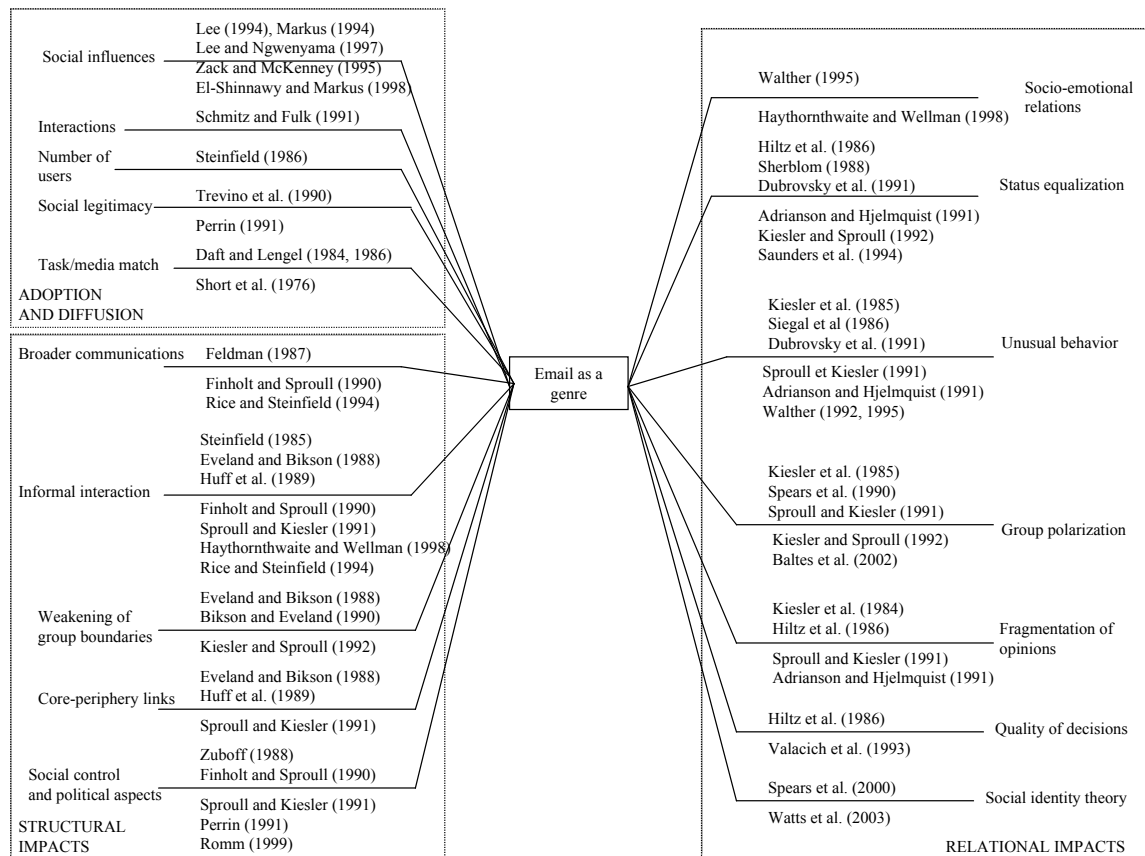 Lee (1994), Markus (1994)
Social influences
Lee and Ngwenyama (1997)
Zack and McKenney (1995)
El-Shinnawy and Markus (1998)
Interactions
Schmitz and Fulk (1991)
Number of
users
Steinfield (1986)
Social legitimacy
Trevino et al. (1990)
Perrin (1991)
Task/media match
Daft and Lengel (1984, 1986)
Short et al. (1976)
ADOPTION
AND DIFFUSION
Broader communications
Feldman (1987)
Finholt and Sproull (1990)
Rice and Steinfield (1994)
Steinfield (1985)
Eveland and Bikson (1988)
Huff et al. (1989)
Informal interaction
Finholt and Sproull (1990)
Sproull and Kiesler (1991)
Haythornthwaite and Wellman (1998)
Rice and Steinfield (1994)
Eveland and Bikson (1988)
Weakening of
group boundaries
Bikson and Eveland (1990)
Kiesler and Sproull (1992)
Eveland and Bikson (1988)
Core-periphery links
Huff et al. (1989)
Sproull and Kiesler (1991)
Zuboff (1988)
Social control
and political aspects
Finholt and Sproull (1990)
Sproull and Kiesler (1991)
Perrin (1991)
Romm (1999)
STRUCTURAL
IMPACTS
Email as a
genre
Walther (1995)
Socio-emotional
relations
Haythornthwaite and Wellman (1998)
Hiltz et al. (1986)
Sherblom (1988)
Dubrovsky et al. (1991)
Status equalization
Adrianson and Hjelmquist (1991)
Kiesler and Sproull (1992)
Saunders et al. (1994)
Kiesler et al. (1985)
Siegal et al (1986)
Dubrovsky et al. (1991)
Unusual behavior
Sproull et Kiesler (1991)
Adrianson and Hjelmquist (1991)
Walther (1992, 1995)
Kiesler et al. (1985)
Spears et al. (1990)
Sproull and Kiesler (1991)
Group polarization
Kiesler and Sproull (1992)
Baltes et al. (2002)
Kiesler et al. (1984)
Hiltz et al. (1986)
Fragmentation of
opinions
Sproull and Kiesler (1991)
Adrianson and Hjelmquist (1991)
Hiltz et al. (1986)
Quality of decisions
Valacich et al. (1993)
Spears et al. (2000)
Social identity theory
Watts et al. (2003)
RELATIONAL IMPACTS